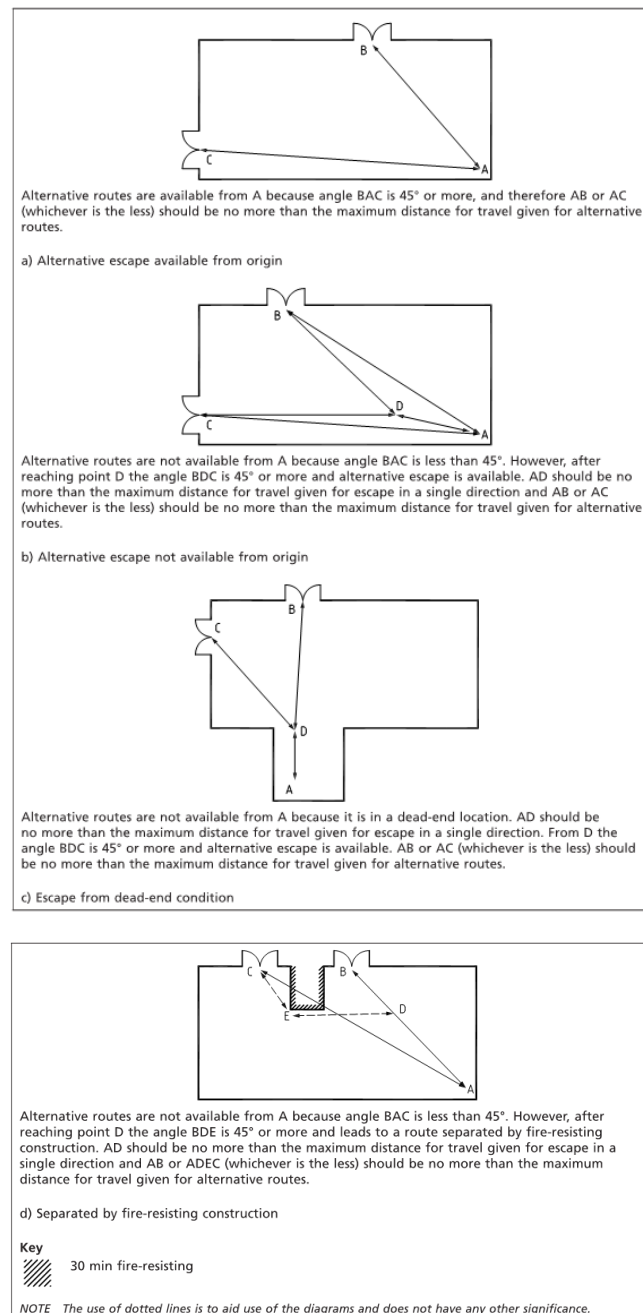 B
C
A
Alternative routes are available from A because angle BAC is 45° or more, and therefore AB or AC
(whichever is the less) should be no more than the maximum distance for travel given for alternative
routes.
a) Alternative escape available from origin
B
D
C
A
Alternative routes are not available from A because angle BAC is less than 45°. However, after
reaching point D the angle BDC is 45° or more and alternative escape is available. AD should be no
more than the maximum distance for travel given for escape in a single direction and AB or AC
(whichever is the less) should be no more than the maximum distance for travel given for alternative
routes.
b) Alternative escape not available from origin
B
C
D
A
Alternative routes are not available from A because it is in a dead-end location. AD should be
no more than the maximum distance for travel given for escape in a single direction. From D the
angle BDC is 45° or more and alternative escape is available. AB or AC (whichever is the less) should
be no more than the maximum distance for travel given for alternative routes.
c) Escape from dead-end condition
C B
D
E
A
Alternative routes are not available from A because angle BAC is less than 45°. However, after
reaching point D the angle BDE is 45° or more and leads to a route separated by fire-resisting
construction. AD should be no more than the maximum distance for travel given for escape in a
single direction and AB or ADEC (whichever is the less) should be no more than the maximum
distance for travel given for alternative routes.
d) Separated by fire-resisting construction
Key
30 min fire-resisting
NOTE The use of dotted lines is to aid use of the diagrams and does not have any other significance.